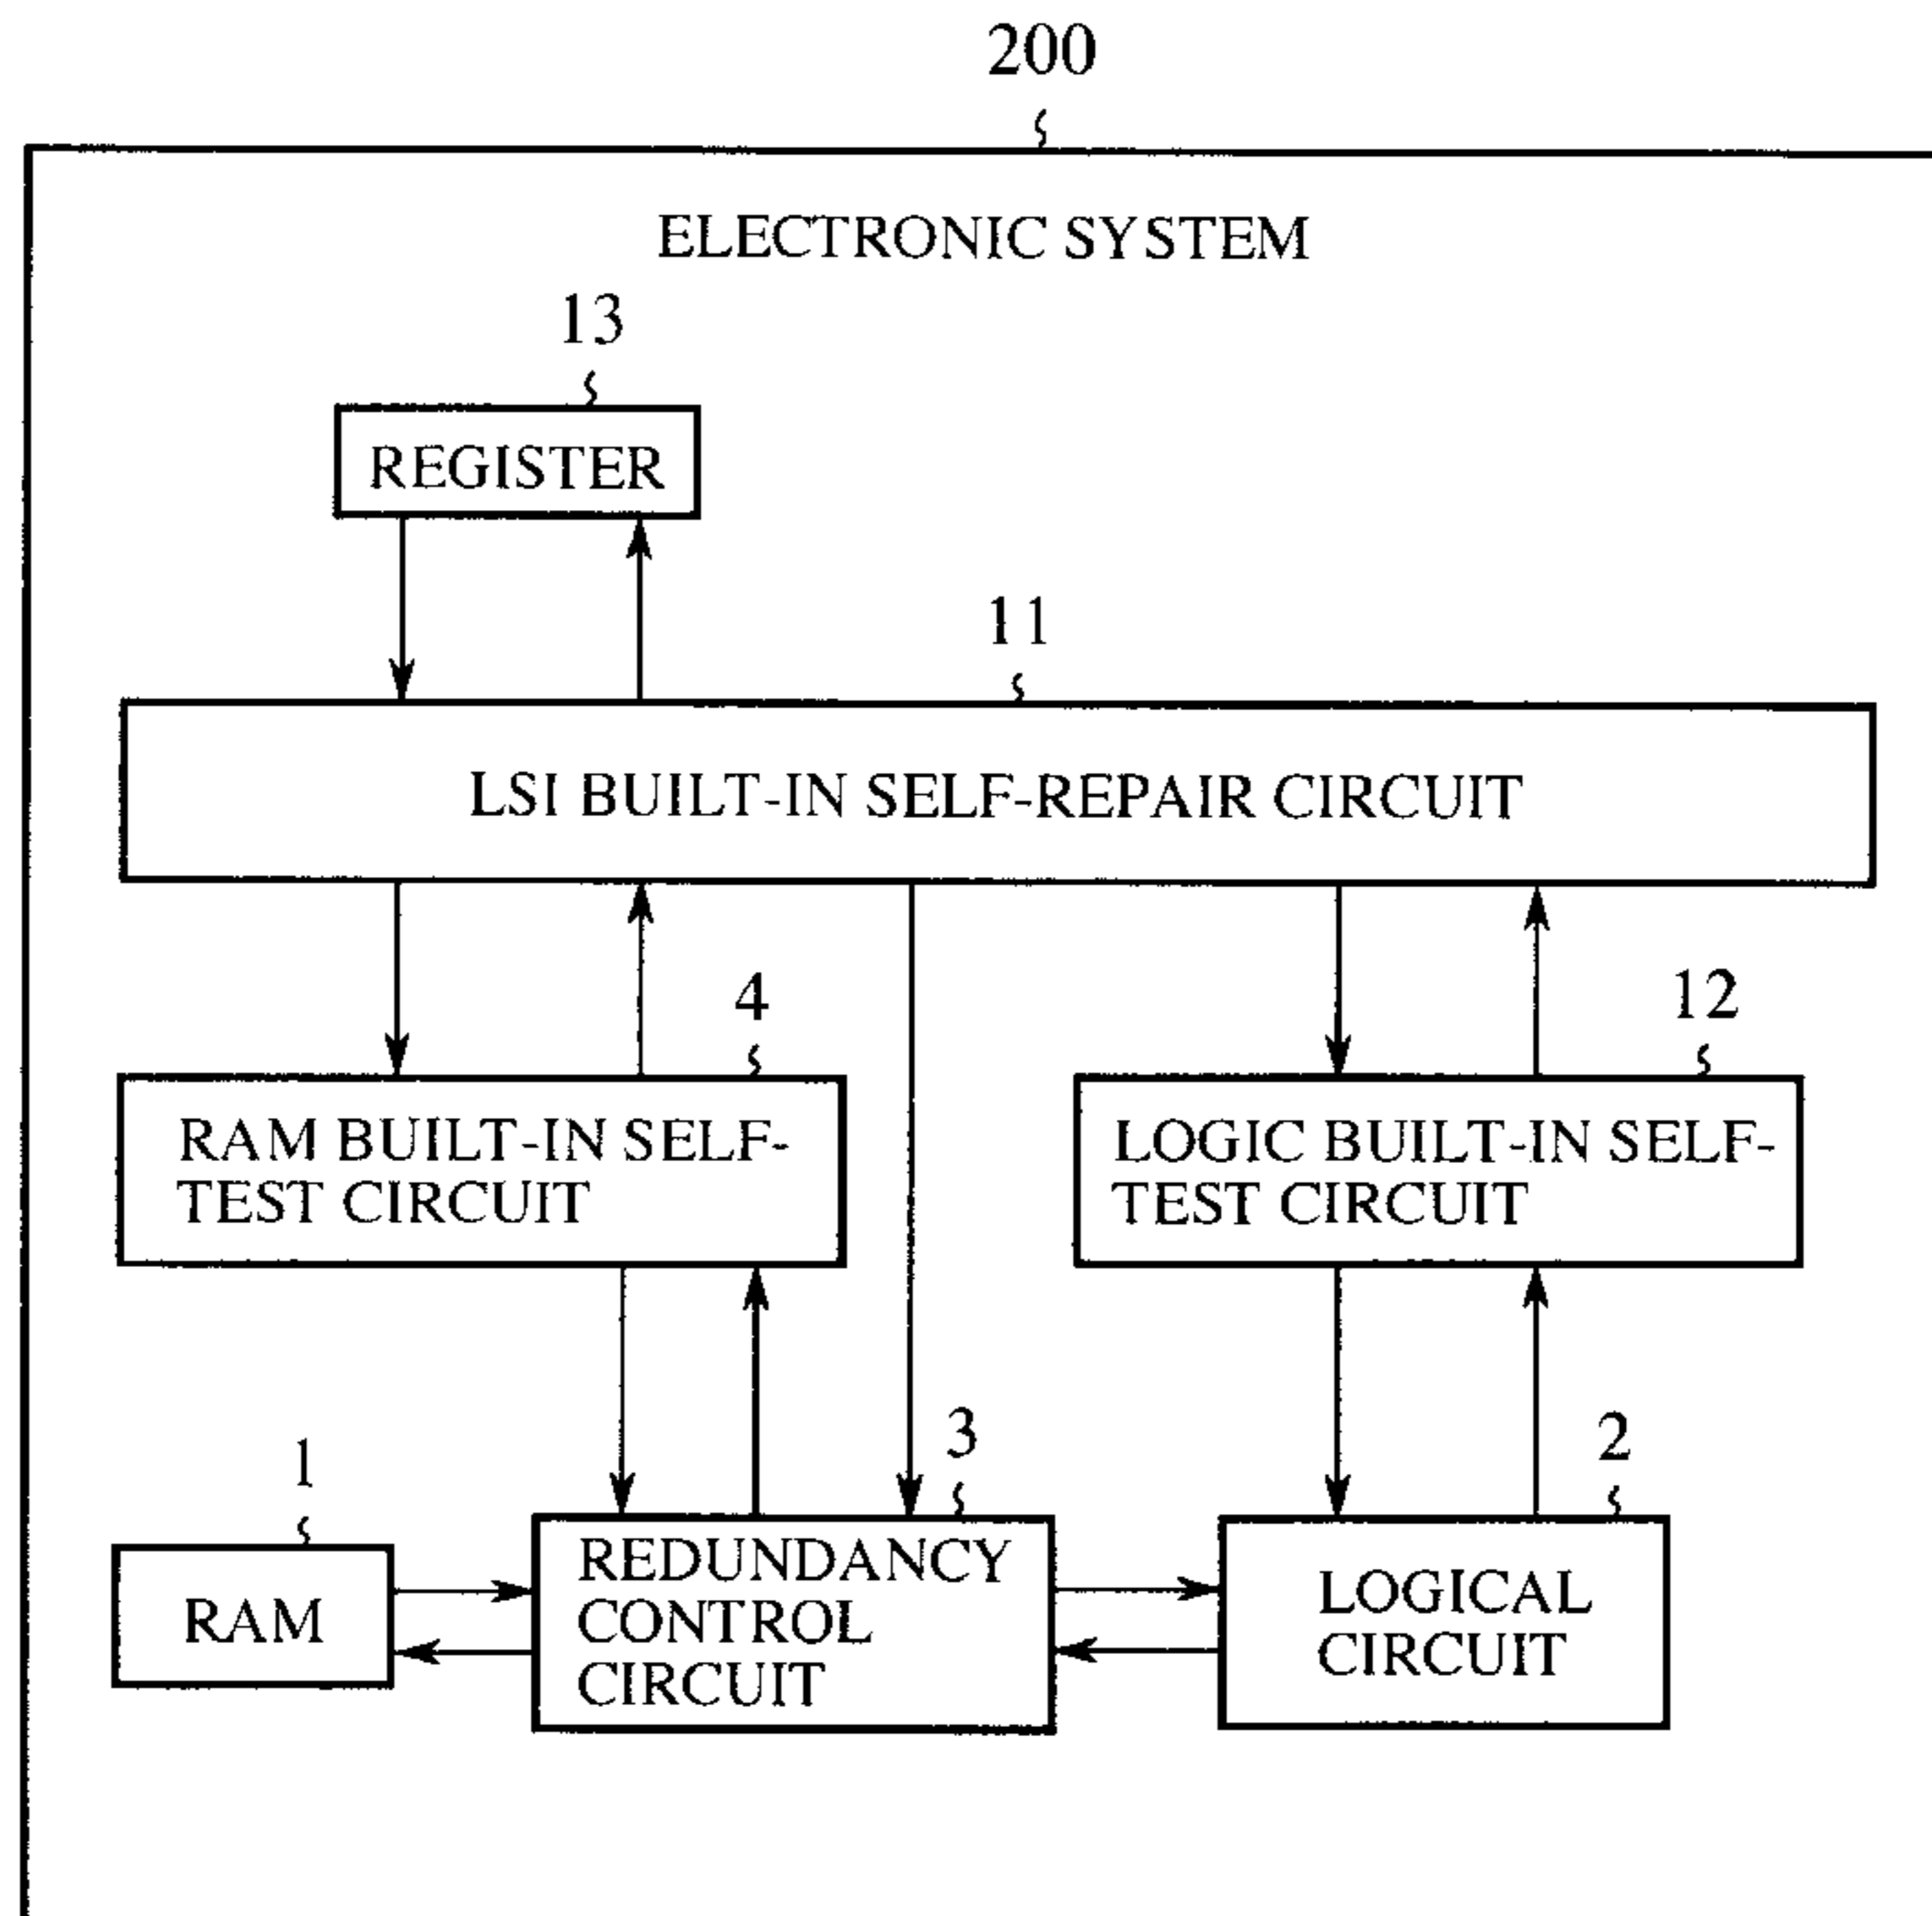 200
ELECTRONIC SYSTEM
13
REGISTER
11
LSI BUILT-IN SELF-REPAIR CIRCUIT
4
12
RAM BUILT-IN SELF-
TEST CIRCUIT
LOGIC BUILT-IN SELF-
TEST CIRCUIT
1
3
2
RAM
REDUNDANCY
CONTROL
CIRCUIT
LOGICAL
CIRCUIT